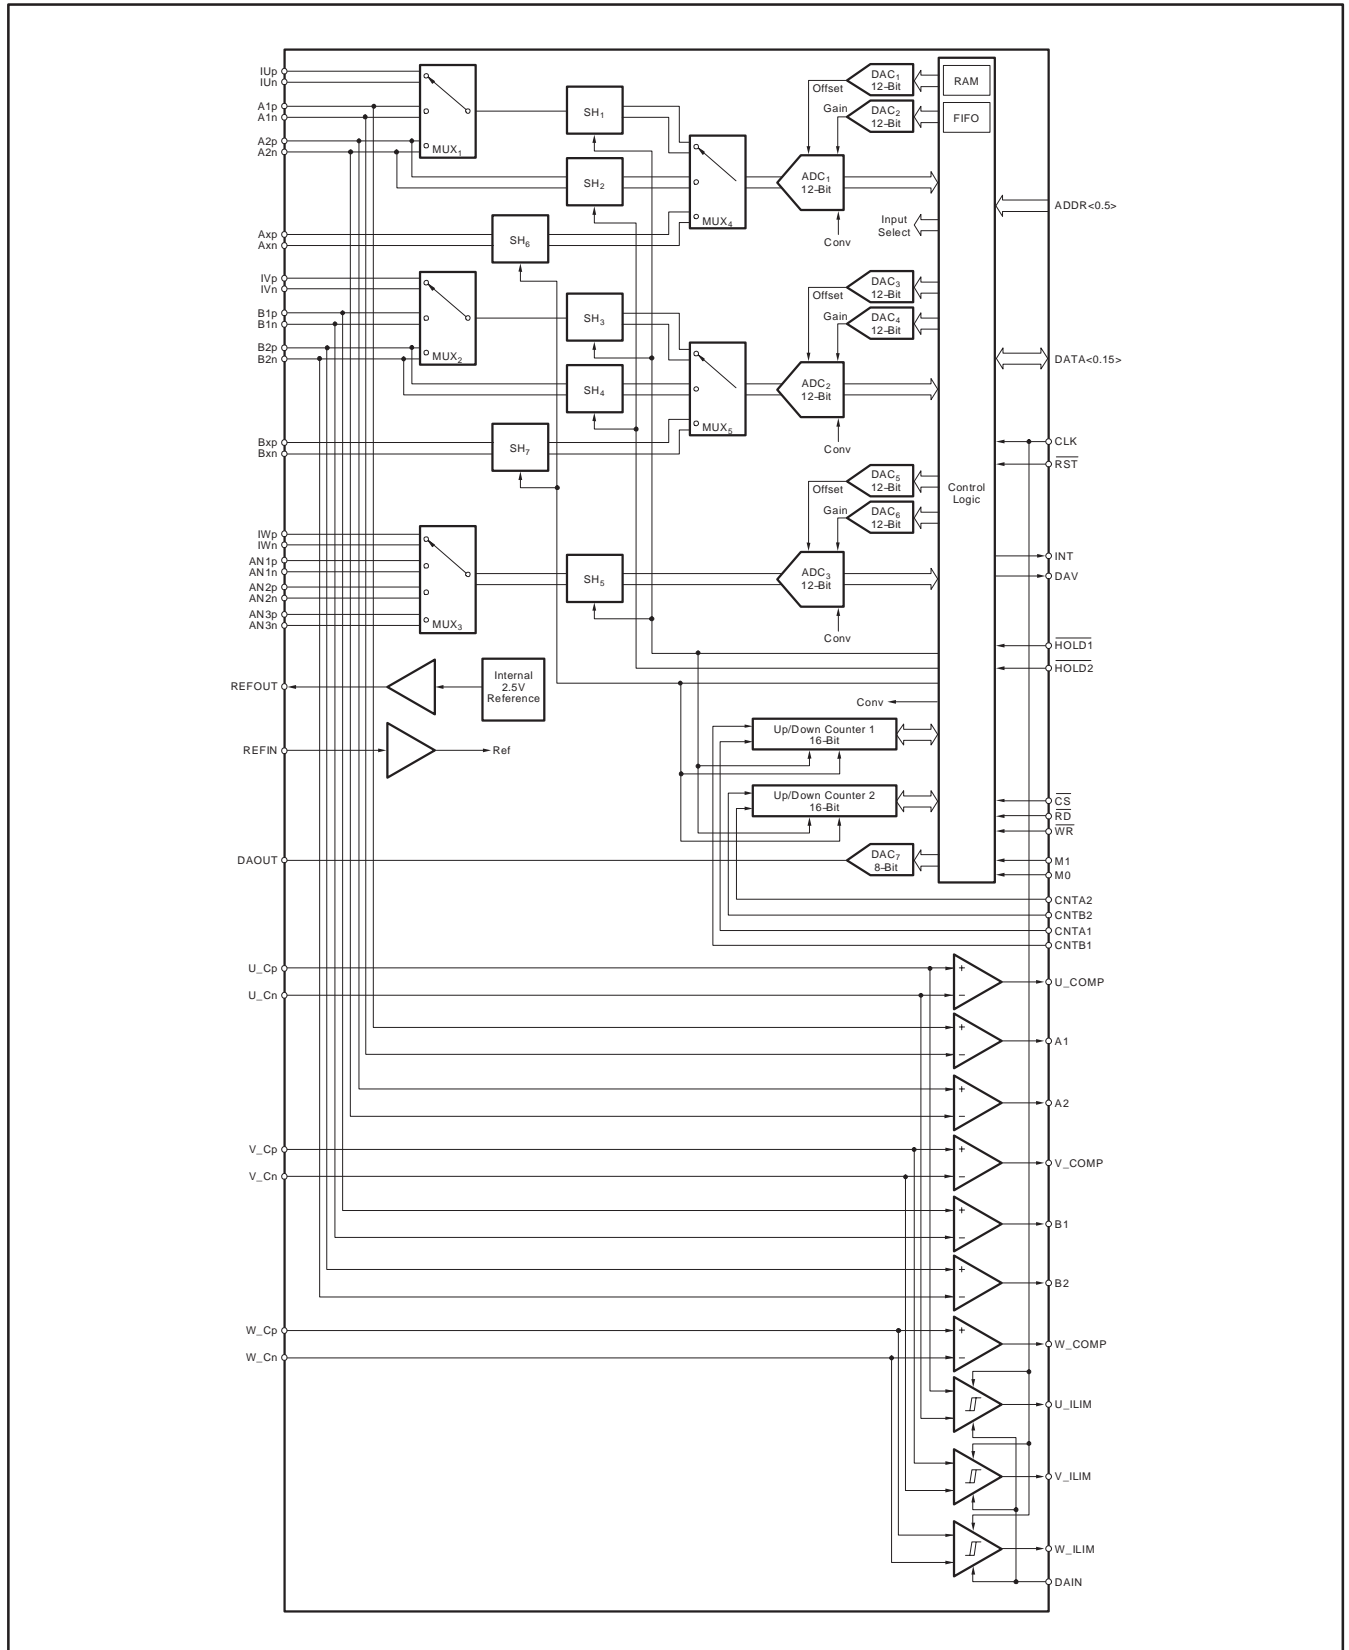 IUp
IUn
A1p
A1n
A2p
A2n
MUX1
SH1
SH2
MUX4
Axp
Axn
SH6
DAC1
12–Bit
Offset
Gain
DAC2
12–Bit
ADC1
12-Bit
Conv
RAM
FIFO
Input
Select
ADDR<0.5>
IVp
IVn
B1p
B1n
B2p
B2n
MUX2
SH3
SH4
MUX5
Bxp
Bxn
SH7
DAC3
12–Bit
Offset
Gain
DAC4
12–Bit
ADC2
12–Bit
Conv
DATA<0.15>
CLK
RST
Control
Logic
IWp
IWn
AN1p
AN1n
AN2p
AN2n
AN3p
AN3n
MUX3
SH5
DAC5
12–Bit
Offset
Gain
DAC6
12–Bit
ADC3
12–Bit
Conv
INT
DAV
HOLD1
HOLD2
REFOUT
Internal
2.5V
Reference
Conv
REFIN
Ref
Up/Down Counter 1
16-Bit
Up/Down Counter 2
16-Bit
CS
RD
WR
DAOUT
DAC7
8–Bit
M1
M0
CNTA2
CNTB2
CNTA1
CNTB1
U_Cp
U_Cn
+
–
U_COMP
+
–
A1
+
–
A2
V_Cp
V_Cn
+
–
V_COMP
+
–
B1
+
–
B2
W_Cp
W_Cn
+
–
W_COMP
U_ILIM
V_ILIM
W_ILIM
DAIN